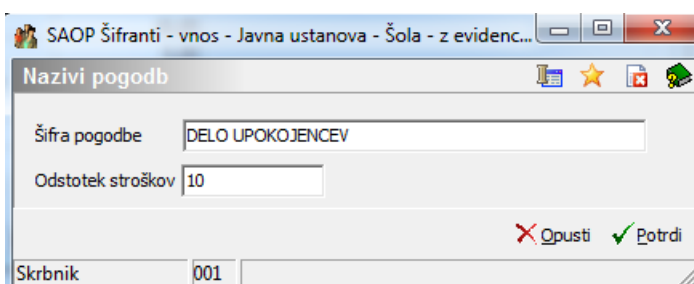 SAOP Šifranti - vnos - Javna ustanova - Šola - z evidenc...
Nazivi pogodb
Šifra pogodbe DELO UPOKOJENCEV
Odstotek stroškov 10
Opusti Potrdi
Skrbnik 001